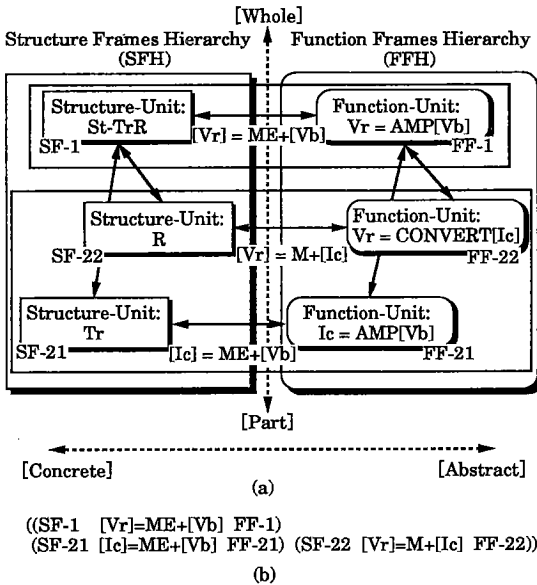 [Whole]
Structure Frames Hierarchy
(SFH)
Function Frames Hierarchy
(FFH)
Structure-Unit:
St-TrR
SF-1
[Vr] = ME+[Vb]
Function-Unit:
Vr = AMP[Vb]
FF-1
Structure-Unit:
R
SF-22
[Vr] = M+[Ic]
Function-Unit:
Vr = CONVERT[Ic]
FF-22
Structure-Unit:
Tr
SF-21
[Ic] = ME+[Vb]
Function-Unit:
Ic = AMP[Vb]
FF-21
[Part]
[Concrete]
[Abstract]
(a)
((SF-1 [Vr]=ME+[Vb] FF-1)
(SF-21 [Ic]=ME+[Vb] FF-21) (SF-22 [Vr]=M+[Ic] FF-22))
(b)